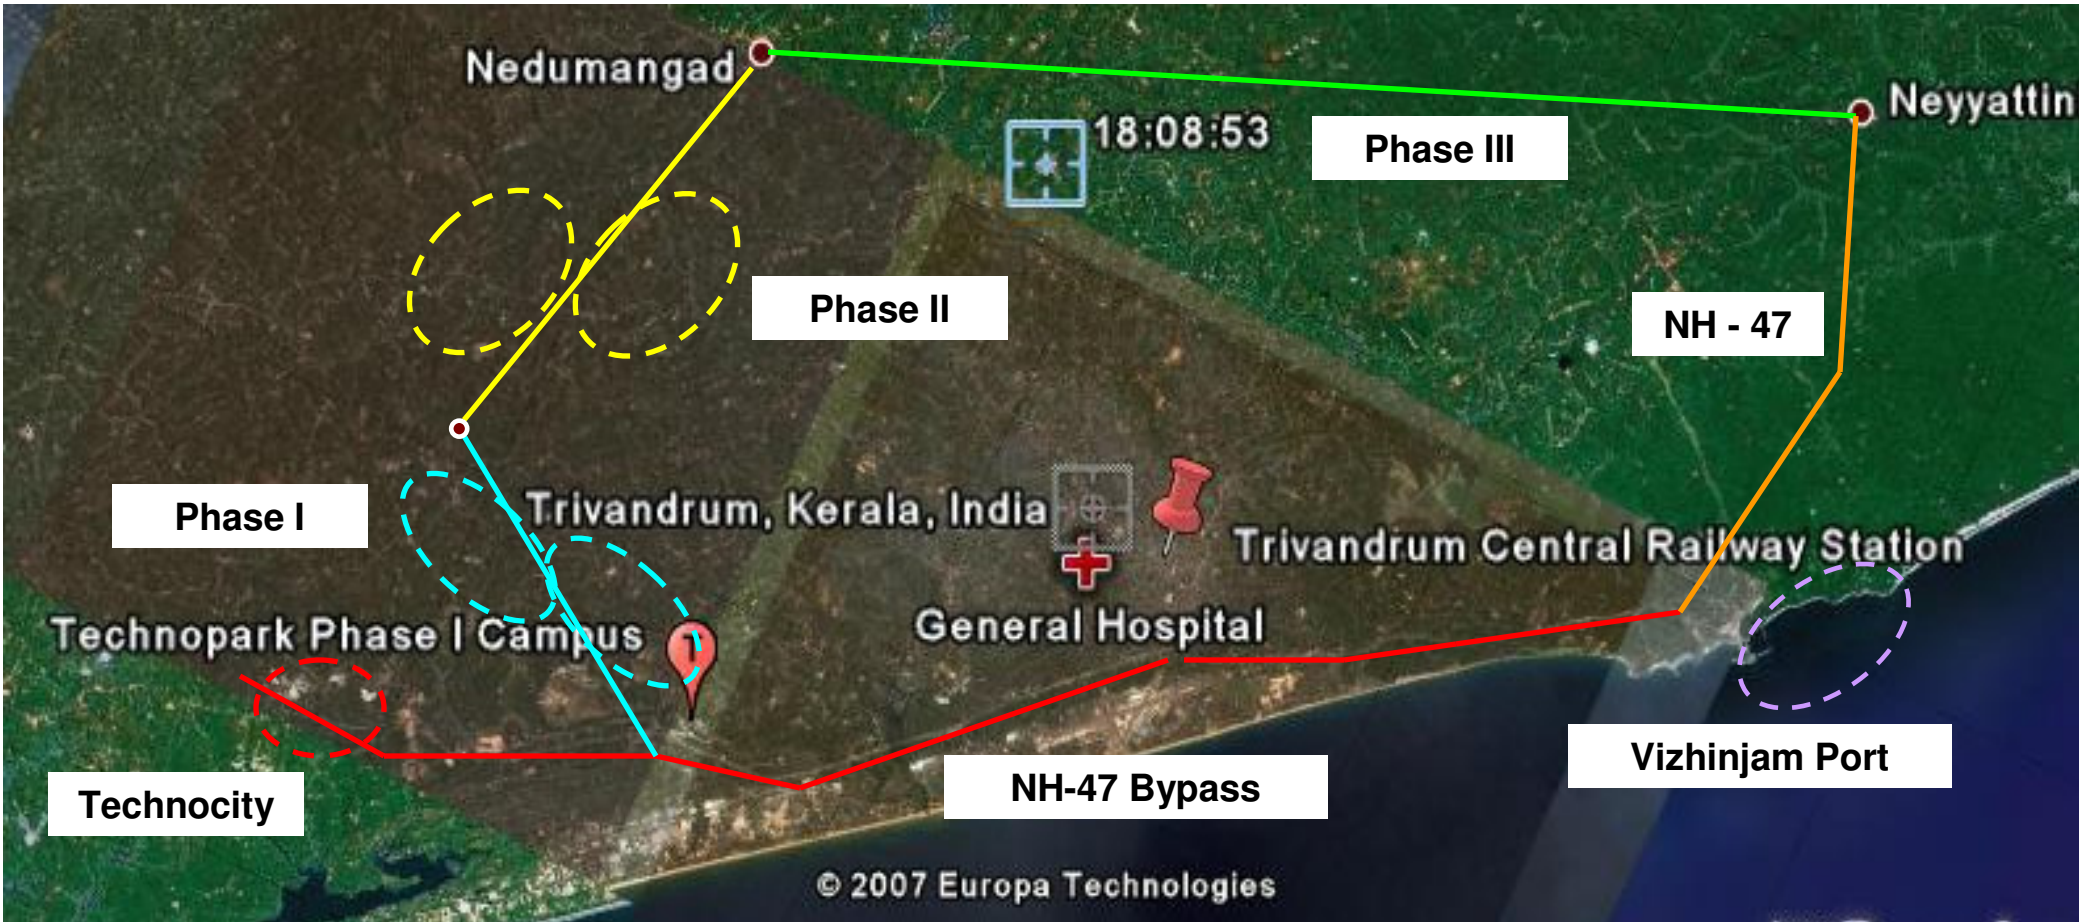 Nedumangad
Neyyattin
18:08:53
Phase III
Phase II
NH - 47
Phase I
Trivandrum, Kerala, India
Trivandrum Central Railway Station
General Hospital
Technopark Phase I Campus
1
Technocity
NH-47 Bypass
Vizhinjam Port
© 2007 Europa Technologies